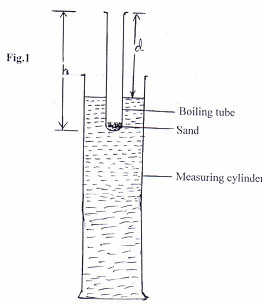 d
Fig.1
h
Boiling tube
Sand
Measuring cylinder